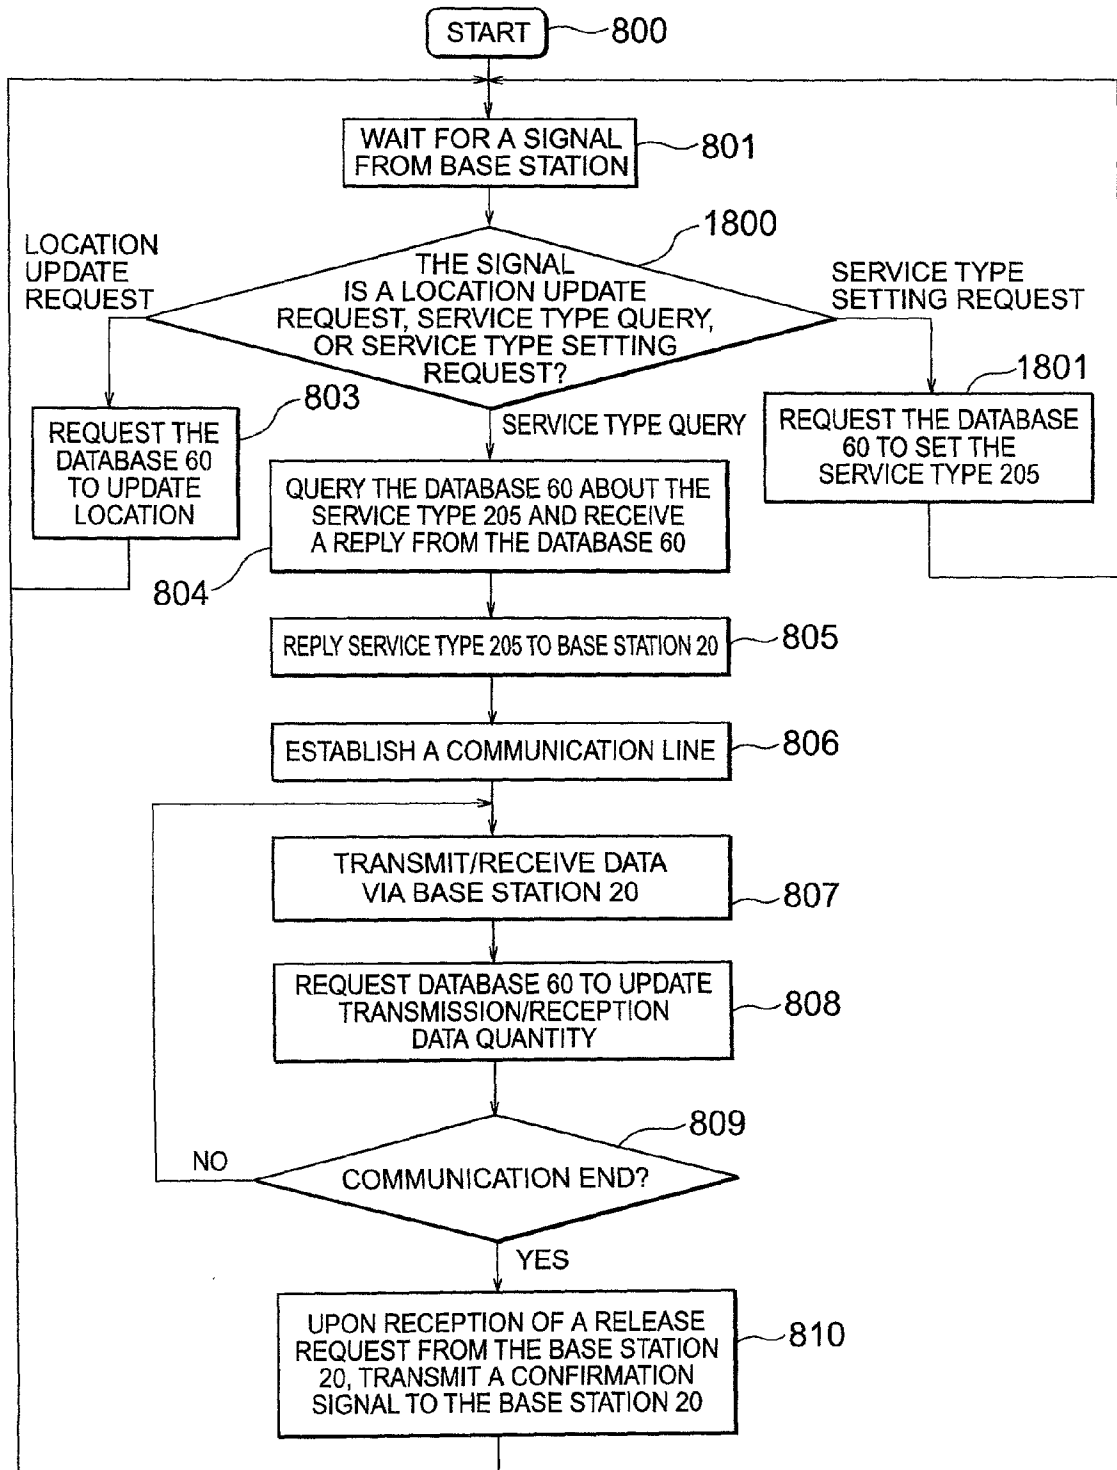 START
800
WAIT FOR A SIGNAL
FROM BASE STATION
801
1800
LOCATION
UPDATE
REQUEST
THE SIGNAL
IS A LOCATION UPDATE
REQUEST, SERVICE TYPE QUERY,
OR SERVICE TYPE SETTING
REQUEST?
SERVICE TYPE
SETTING REQUEST
803
REQUEST THE
DATABASE 60
TO UPDATE
LOCATION
SERVICE TYPE QUERY
1801
REQUEST THE DATABASE
60 TO SET THE
SERVICE TYPE 205
QUERY THE DATABASE 60 ABOUT THE
SERVICE TYPE 205 AND RECEIVE
A REPLY FROM THE DATABASE 60
804
REPLY SERVICE TYPE 205 TO BASE STATION 20
805
ESTABLISH A COMMUNICATION LINE
806
TRANSMIT/RECEIVE DATA
VIA BASE STATION 20
807
REQUEST DATABASE 60 TO UPDATE
TRANSMISSION/RECEPTION
DATA QUANTITY
808
809
NO
COMMUNICATION END?
YES
UPON RECEPTION OF A RELEASE
REQUEST FROM THE BASE STATION
20, TRANSMIT A CONFIRMATION
SIGNAL TO THE BASE STATION 20
810